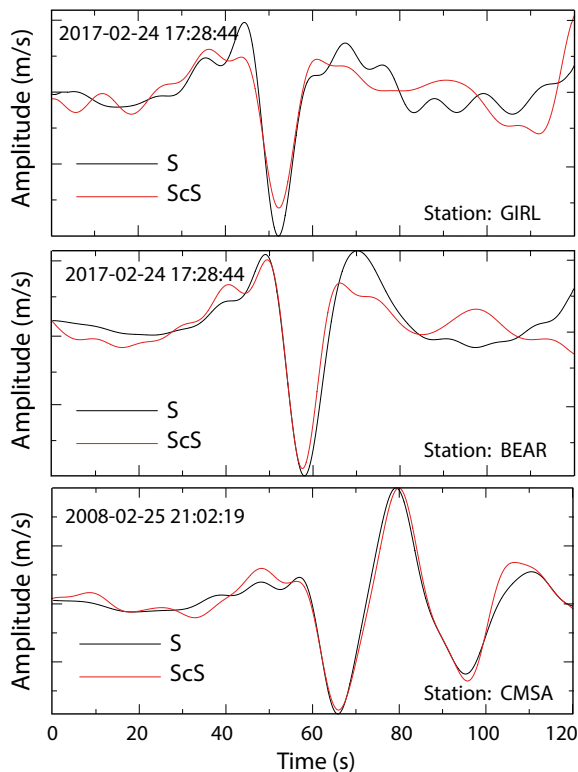 2017-02-24 17:28:44
Amplitude (m/s)
S
ScS
Station: GIRL
2017-02-24 17:28:44
Amplitude (m/s)
S
ScS
Station: BEAR
2008-02-25 21:02:19
Amplitude (m/s)
S
ScS
Station: CMSA
0 20 40 60 80 100 120
Time (s)